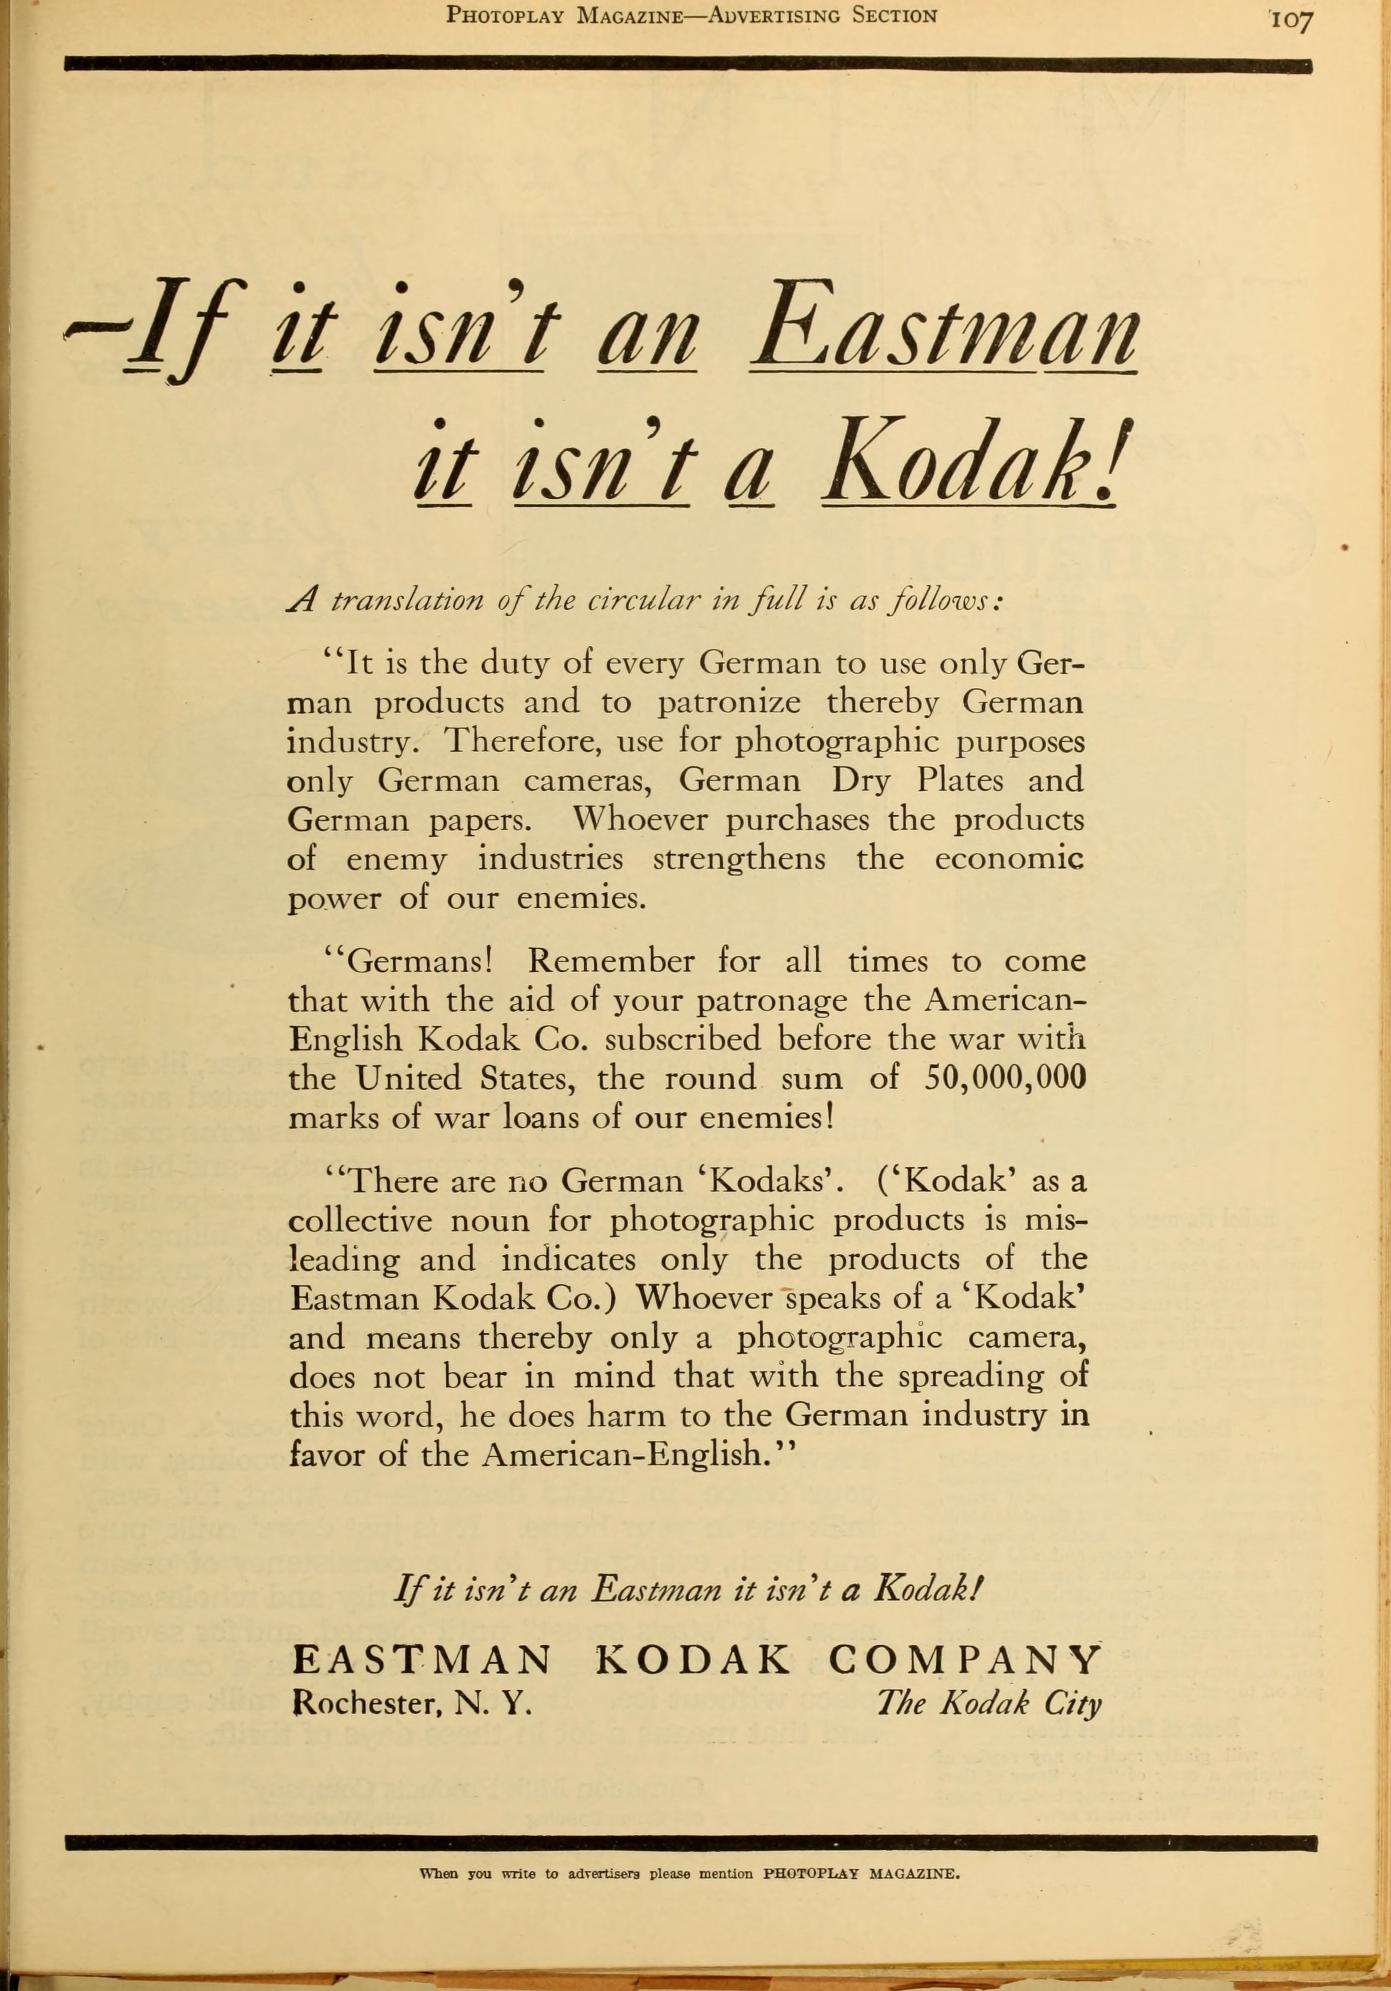 PHOTOPLAY MAGAZINE—ADVERTISING SECTION
107
—If it isn't an Eastman
it isn't a Kodak!
A translation of the circular in full is as follows:
“It is the duty of every German to use only Ger-
man products and to patronize thereby German
industry. Therefore, use for photographic purposes
only German cameras, German Dry Plates and
German papers. Whoever purchases the products
of enemy industries strengthens the economic
power of our enemies.
“Germans! Remember for all times to come
that with the aid of your patronage the American-
English Kodak Co. subscribed before the war with
the United States, the round sum of 50,000,000
marks of war loans of our enemies!
“There are no German ‘Kodaks’. (‘Kodak’ as a
collective noun for photographic products is mis-
leading and indicates only the products of the
Eastman Kodak Co.) Whoever speaks of a ‘Kodak’
and means thereby only a photographic camera,
does not bear in mind that with the spreading of
this word, he does harm to the German industry in
favor of the American-English.”
If it isn't an Eastman it isn't a Kodak!
EASTMAN KODAK COMPANY
Rochester, N. Y. The Kodak City
When you write to advertisers please mention PHOTOPLAY MAGAZINE.